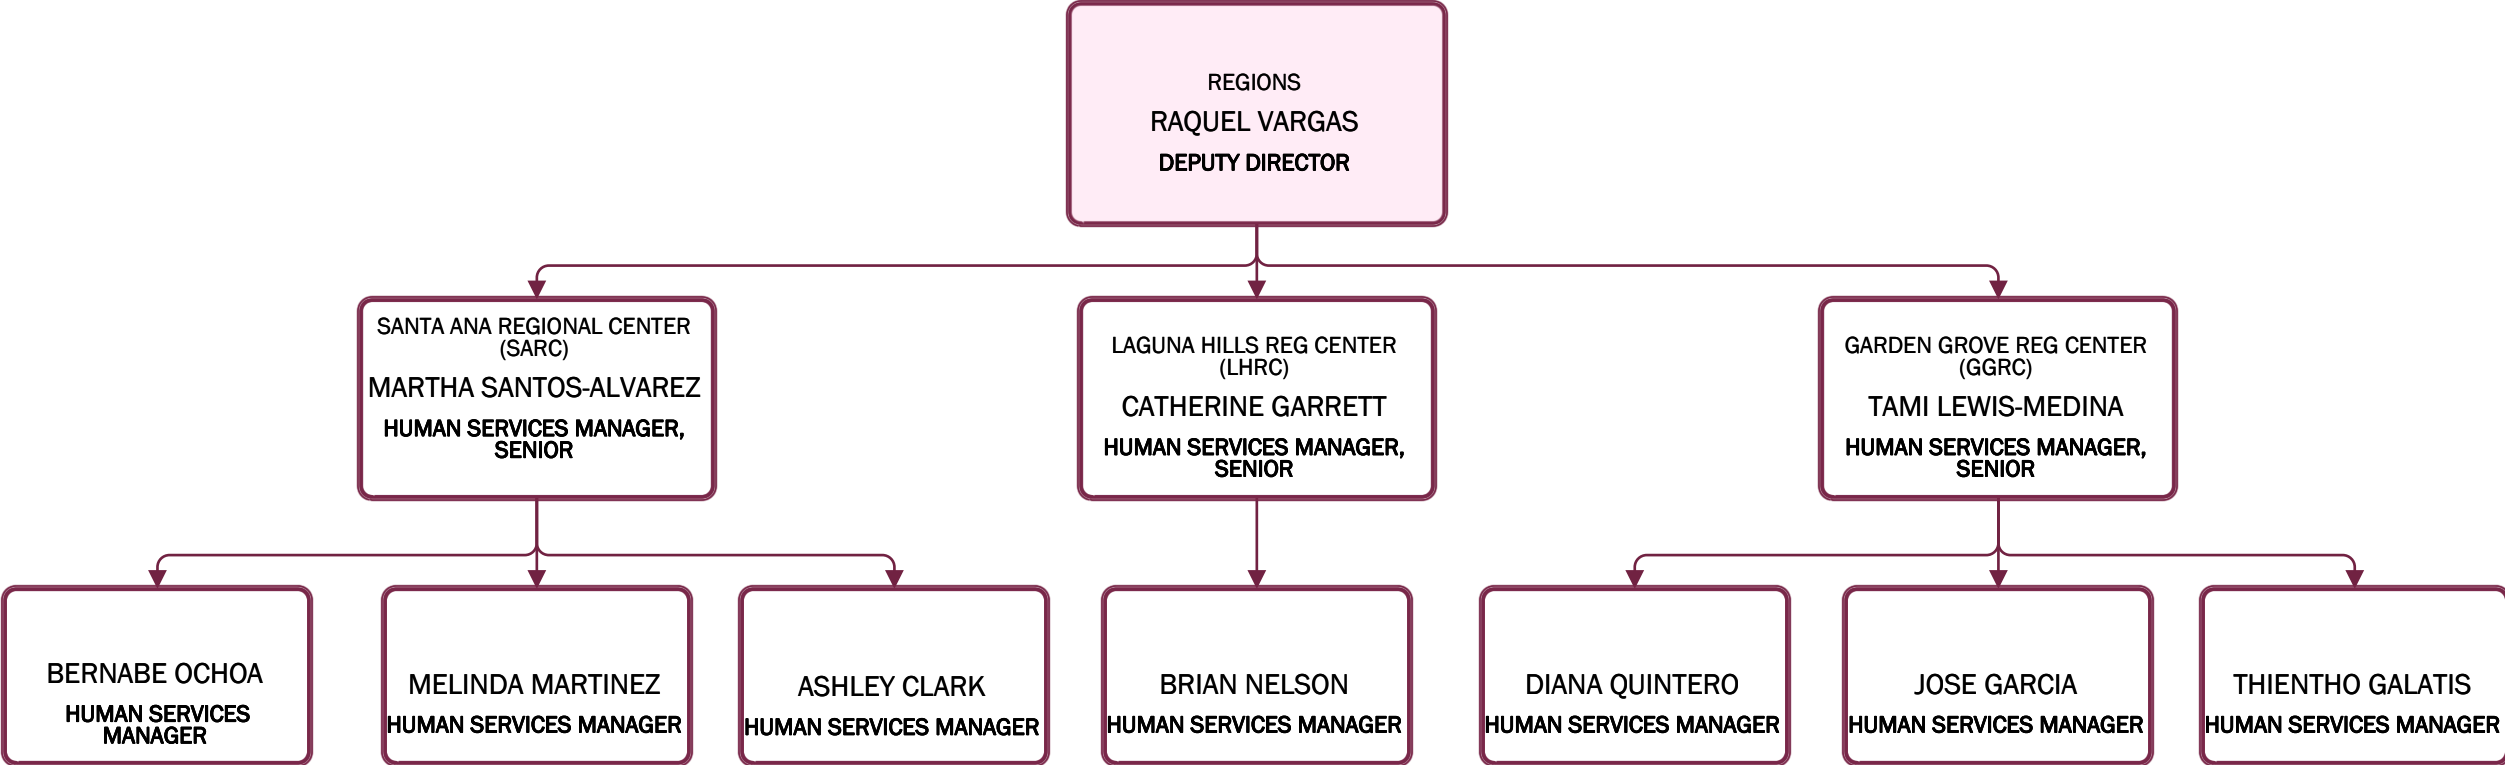 REGIONS
RAQUEL VARGAS
DEPUTY DIRECTOR
SANTA ANA REGIONAL CENTER
(SARC)
MARTHA SANTOS-ALVAREZ
HUMAN SERVICES MANAGER,
SENIOR
LAGUNA HILLS REG CENTER
(LHRC)
CATHERINE GARRETT
HUMAN SERVICES MANAGER,
SENIOR
GARDEN GROVE REG CENTER
(GGRC)
TAMI LEWIS-MEDINA
HUMAN SERVICES MANAGER,
SENIOR
BERNABE OCHOA
HUMAN SERVICES
MANAGER
MELINDA MARTINEZ
HUMAN SERVICES MANAGER
ASHLEY CLARK
HUMAN SERVICES MANAGER
BRIAN NELSON
HUMAN SERVICES MANAGER
DIANA QUINTERO
HUMAN SERVICES MANAGER
JOSE GARCIA
HUMAN SERVICES MANAGER
THIENTHO GALATIS
HUMAN SERVICES MANAGER